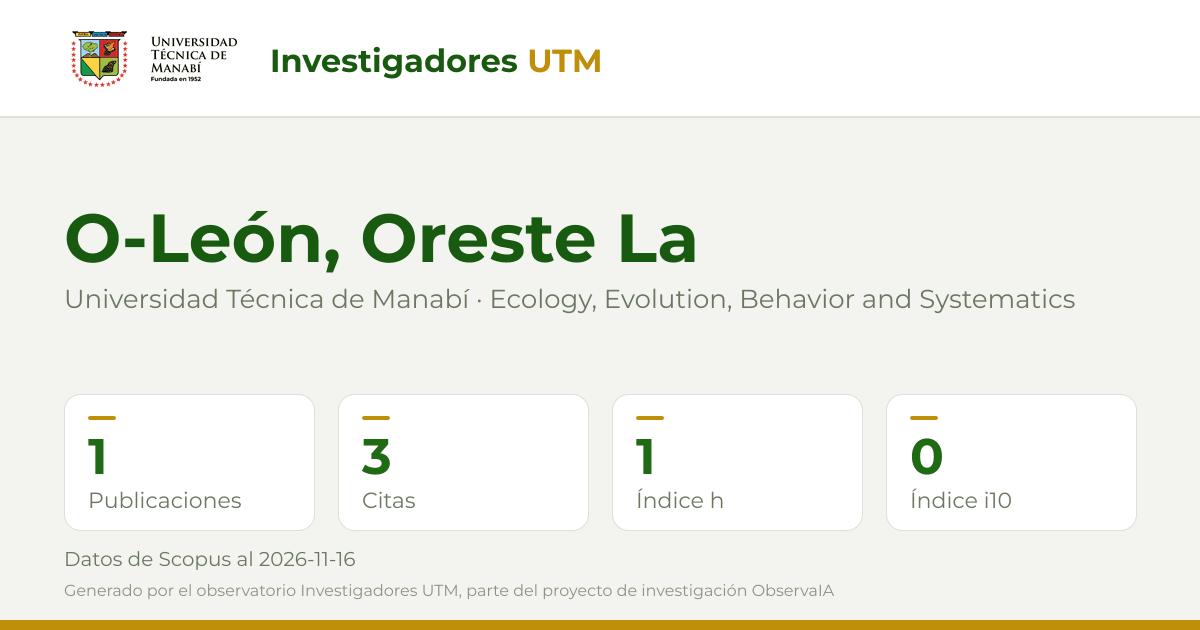 UNIVERSIDAD
TÉCNICA DE
MANABÍ
Fundada en 1952
Investigadores UTM
O-León, Oreste La
Universidad Técnica de Manabí · Ecology, Evolution, Behavior and Systematics
1
Publicaciones
3
Citas
1
Índice h
0
Índice i10
Datos de Scopus al 2026-11-16
Generado por el observatorio Investigadores UTM, parte del proyecto de investigación ObservaIA